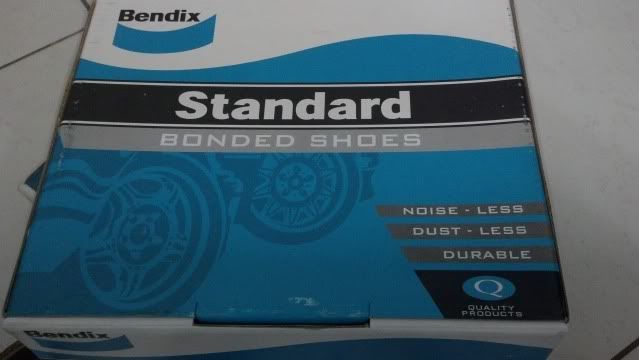 Bendix
Standard
BONDED SHOES
NOISE - LESS
DUST - LESS
DURABLE
Q
QUALITY
PRODUCTS
Bendix